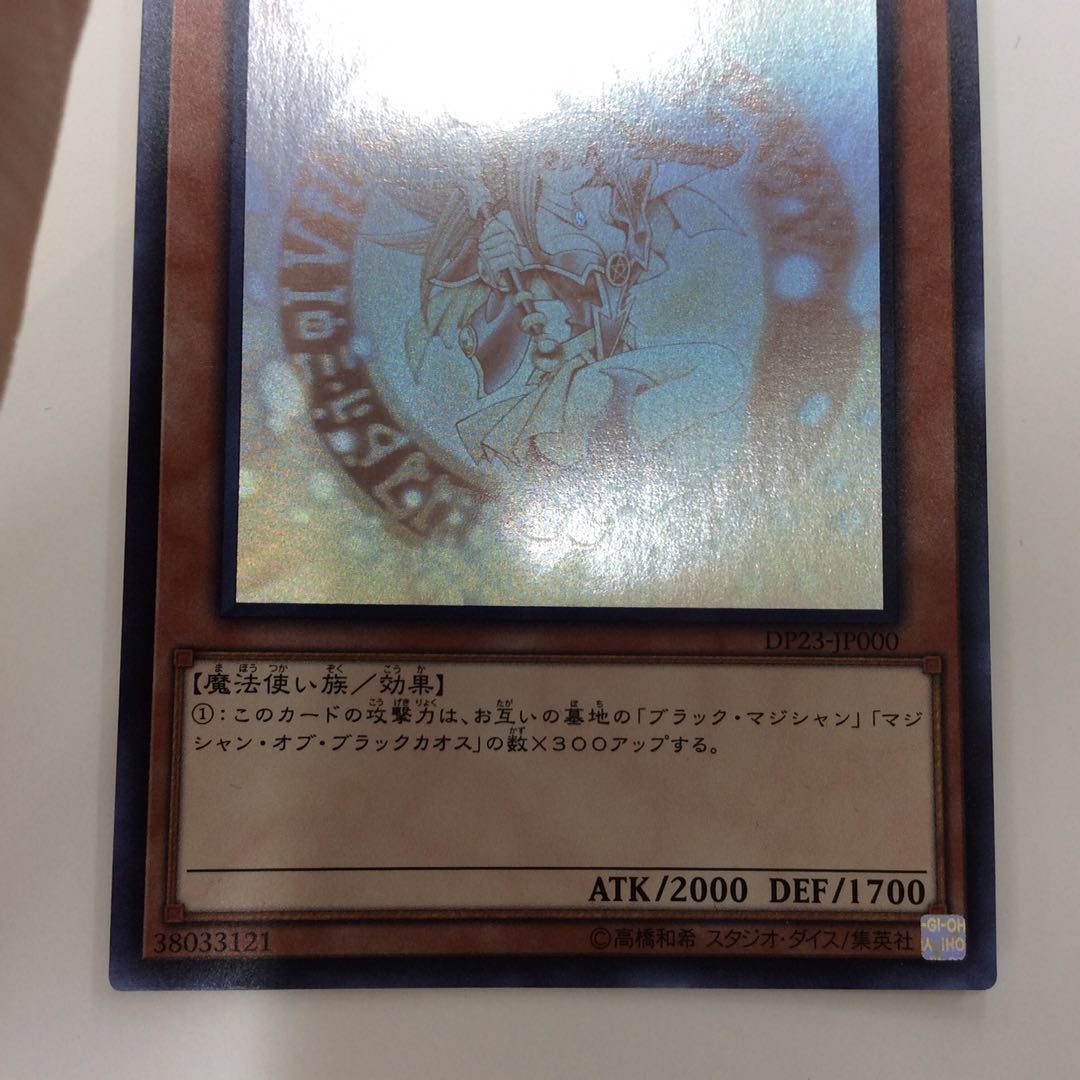 DP23-JP000
【魔法使い族／効果】
①：このカードの攻撃力は、お互いの墓地の「ブラック・マジシャン」「マジ
シャン・オブ・ブラックカオス」の数×３００アップする。
ATK/2000 DEF/1700
38033121 ©高橋和希 スタジオ・ダイス/集英社